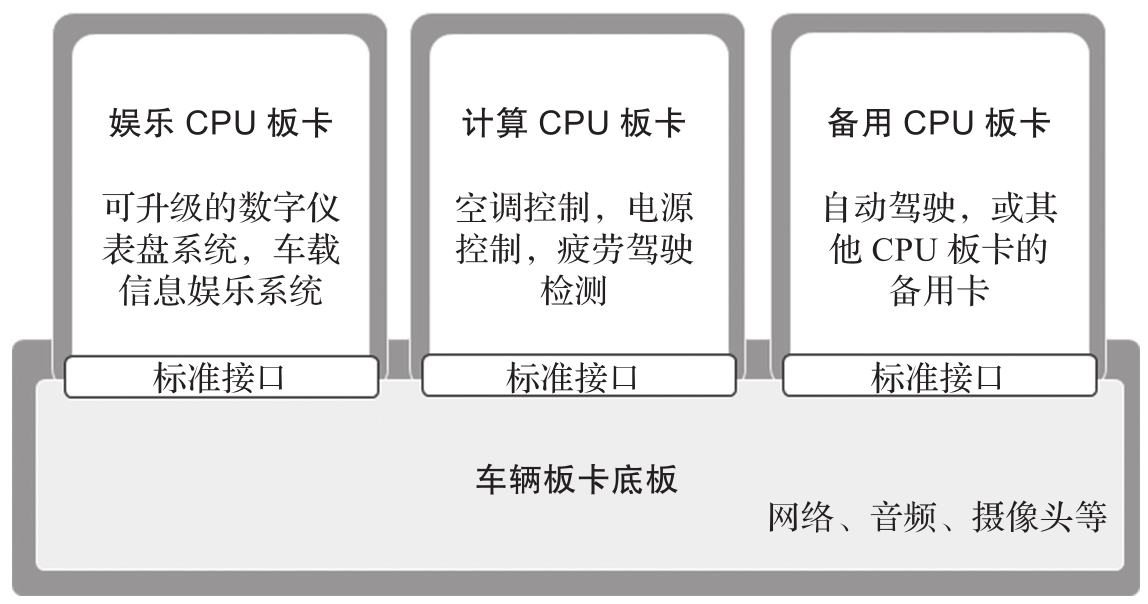 娱乐 CPU 板卡
可升级的数字仪
表盘系统，车载
信息娱乐系统
标准接口
计算 CPU 板卡
空调控制，电源
控制，疲劳驾驶
检测
标准接口
备用 CPU 板卡
自动驾驶，或其
他 CPU 板卡的
备用卡
标准接口
车辆板卡底板
网络、音频、摄像头等